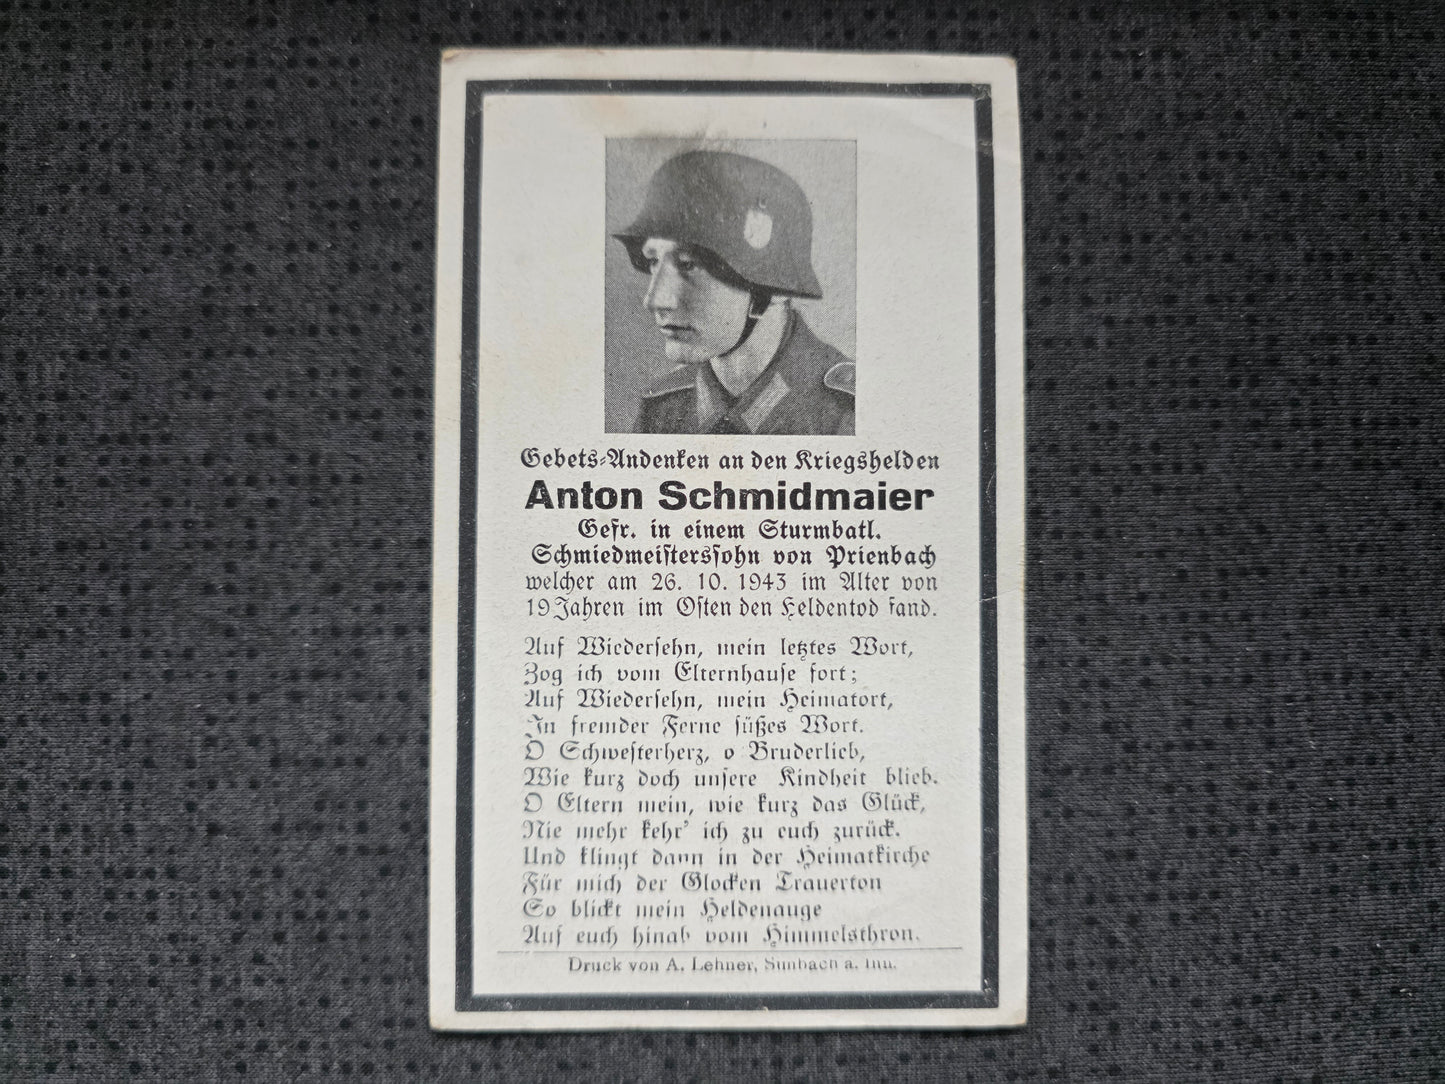 Gebets-Andenken an den Kriegshelden
Anton Schmidmaier
Gefr. in einem Sturmbatl.
Schmiedmeisterssohn von Prienbach
welcher am 26. 10. 1943 im Alter von
19 Jahren im Osten den Heldentod fand.
Auf Wiedersehn, mein letztes Wort,
Zog ich vom Elternhause fort;
Auf Wiedersehn, mein Heimatort,
In fremder Ferne süßes Wort.
O Schwesterherz, o Bruderlieb,
Wie kurz doch unsere Kindheit blieb.
O Eltern mein, wie kurz das Glück,
Nie mehr kehr' ich zu euch zurück.
Und klingt dann in der Heimatkirche
Für mich der Glocken Trauerton
So blickt mein Heldenauge
Auf euch hinab vom Himmelsthron.
Druck von A. Lehner, Simbach a. Inn.